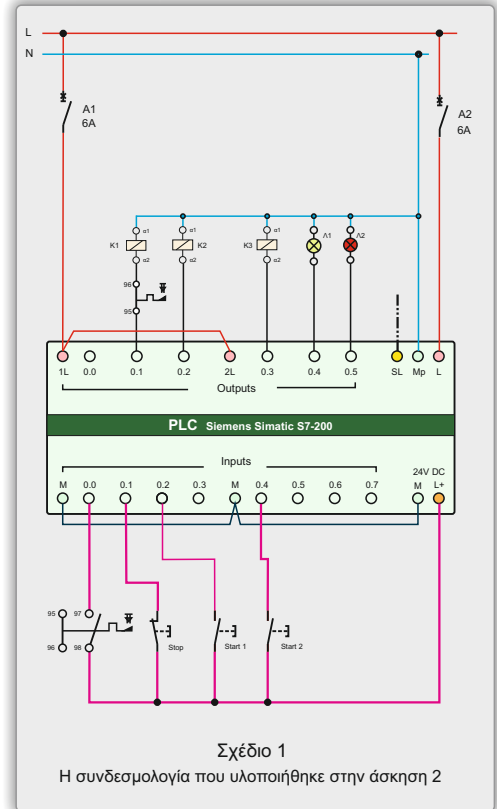 L
N
A1
6A
A2
6A
α1 α1 α1 Λ1 Λ2
K1 K2 K3
α2 α2 α2
96
95
1L 0.0 0.1 0.2 2L 0.3 0.4 0.5 SL Mp L
Outputs
PLC Siemens Simatic S7-200
Inputs
24V DC
M 0.0 0.1 0.2 0.3 M 0.4 0.5 0.6 0.7 M L+
95 97
96 98
Stop Start 1 Start 2
Σχέδιο 1
Η συνδεσμολογία που υλοποιήθηκε στην άσκηση 2